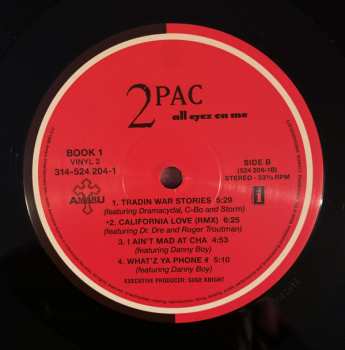 2PAC
all eyez on me
BOOK 1
VINYL 2
314-524 204-1
SIDE B
(524 206-1B)
STEREO - 33⅓ RPM
AMARU
i
1. TRADIN WAR STORIES 5:29
(featuring Dramacydal, C-Bo and Storm)
*2. CALIFORNIA LOVE (RMX) 6:25
(featuring Dr. Dre and Roger Troutman)
3. I AIN'T MAD AT CHA 4:53
(featuring Danny Boy)
4. WHAT'Z YA PHONE # 5:10
(featuring Danny Boy)
EXECUTIVE PRODUCER: SUGE KNIGHT